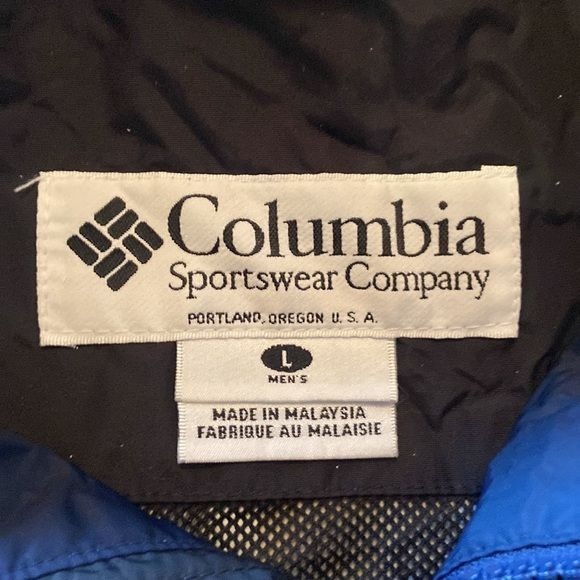 Columbia
Sportswear Company
PORTLAND, OREGON U. S. A.
L
MEN'S
MADE IN MALAYSIA
FABRIQUE AU MALAISIE